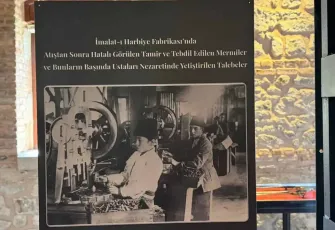 İmalat-ı Harbiye Fabrikası'nda
Atıştan Sonra Hatalı Görülen Tamir ve Tebdil Edilen Mermiler
ve Bunların Başında Ustaları Nezaretinde Yetiştirilen Talebeler